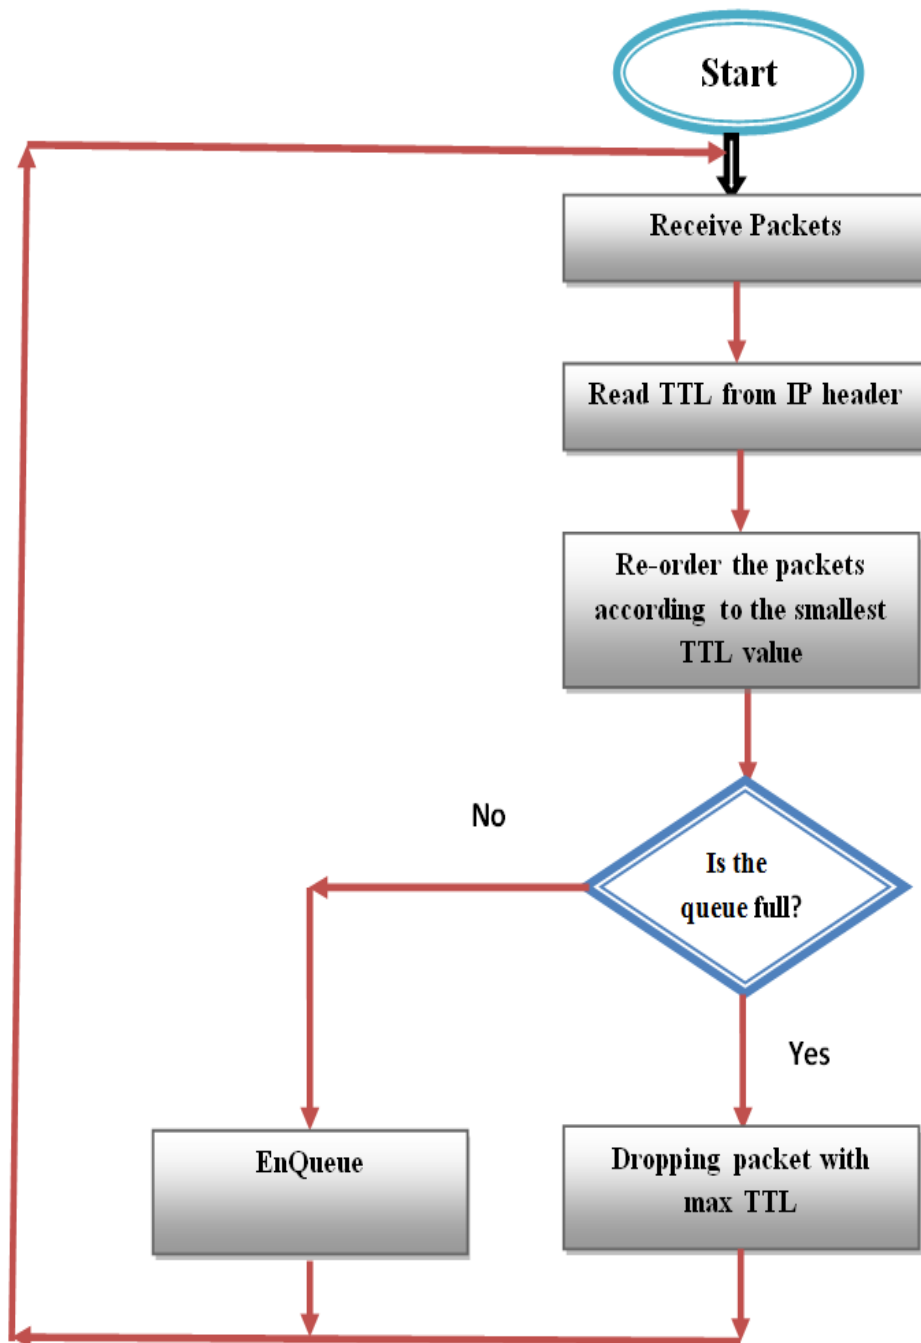 Start
Receive Packets
Read TTL from IP header
Re-order the packets
according to the smallest
TTL value
No
Is the
queue full?
Yes
EnQueue
Dropping packet with
max TTL